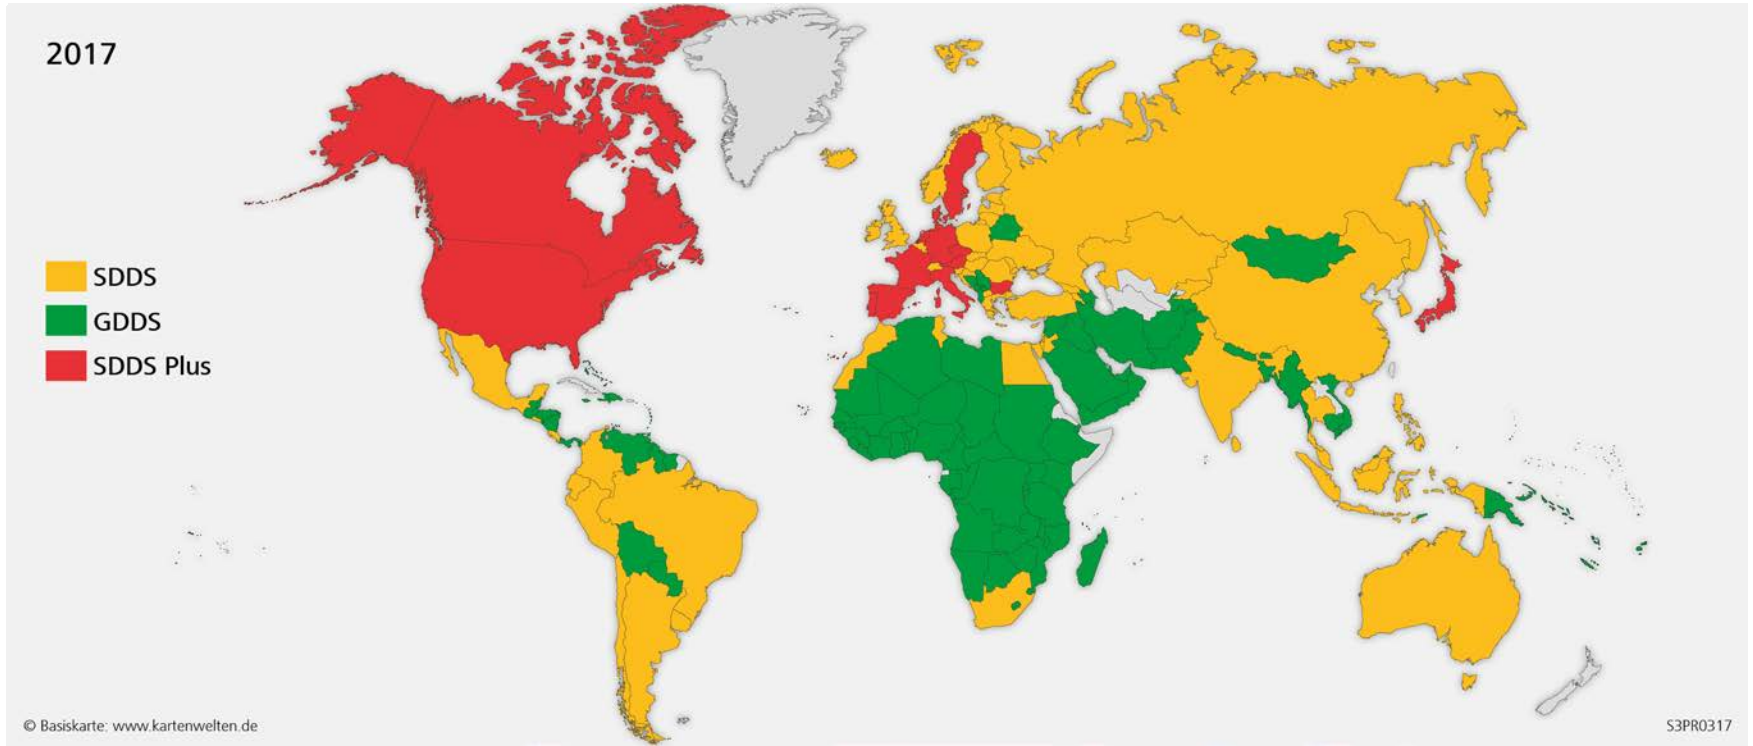 2017
SDDS
GDDS
SDDS Plus
© Basiskarte: www.kartenwelten.de
S3PR0317